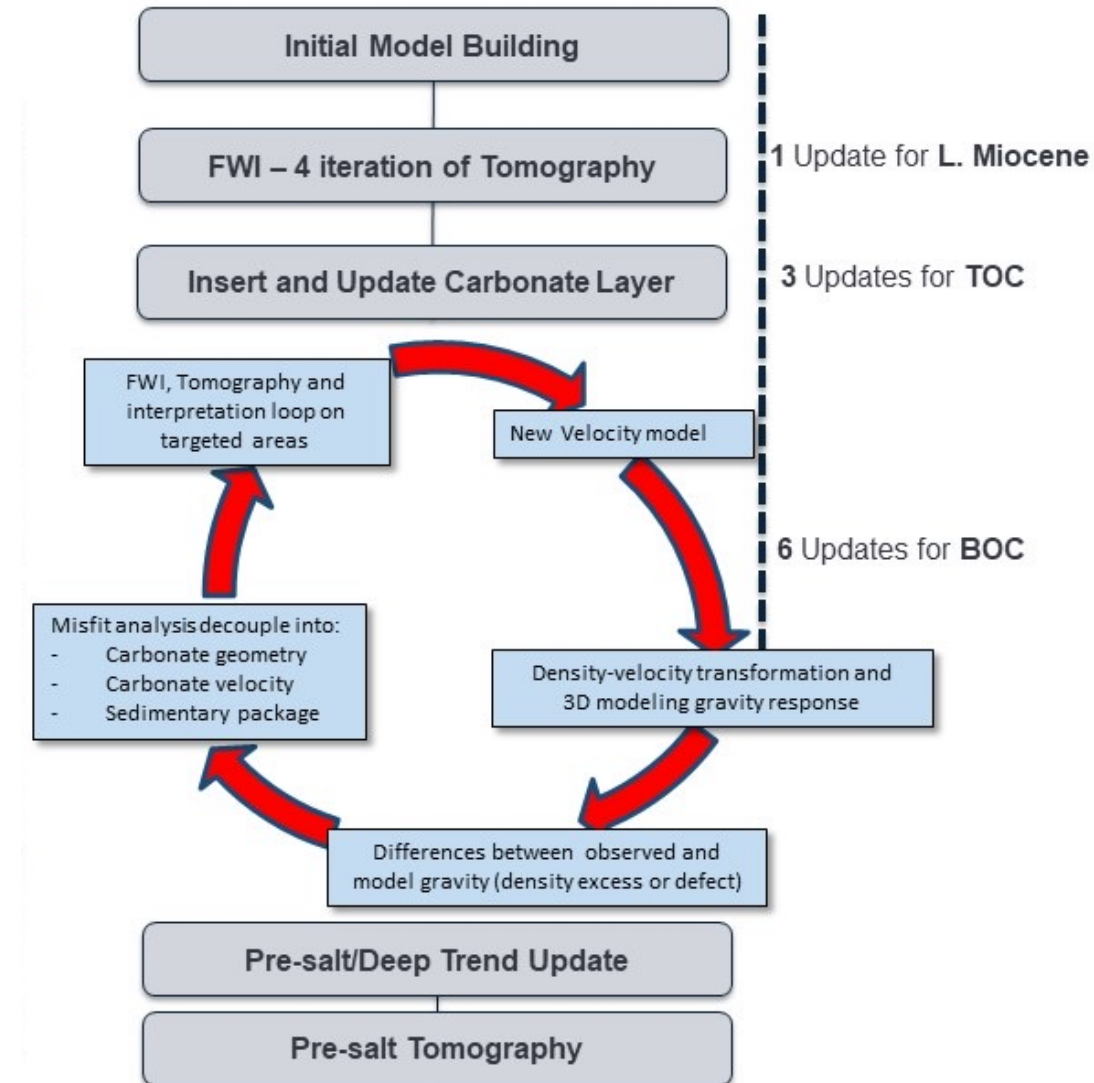 Initial Model Building
FWI – 4 iteration of Tomography
1 Update for L. Miocene
Insert and Update Carbonate Layer
3 Updates for TOC
FWI, Tomography and
interpretation loop on
targeted areas
New Velocity model
6 Updates for BOC
Misfit analysis decouple into:
- Carbonate geometry
- Carbonate velocity
- Sedimentary package
Density-velocity transformation and
3D modeling gravity response
Differences between observed and
model gravity (density excess or defect)
Pre-salt/Deep Trend Update
Pre-salt Tomography